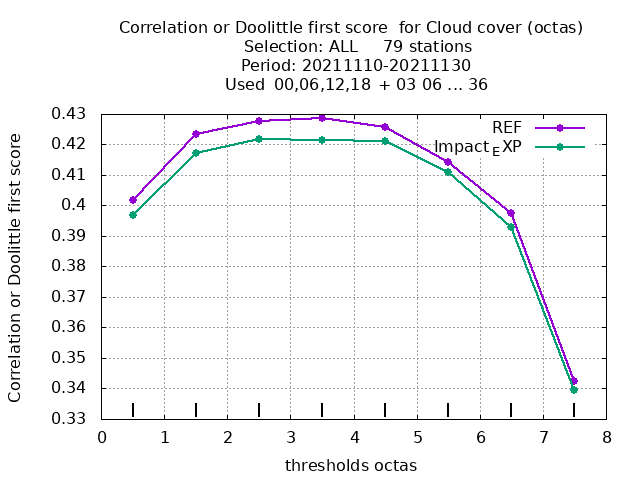 Correlation or Doolittle first score  for Cloud cover (octas)
Selection: ALL     79 stations
Period: 20211110-20211130
Used  00,06,12,18 + 03 06 ... 36
REF
Impact_EXP
0.43
0.42
0.41
0.4
0.39
0.38
0.37
0.36
0.35
0.34
0.33
Correlation or Doolittle first score
0 1 2 3 4 5 6 7 8
thresholds octas